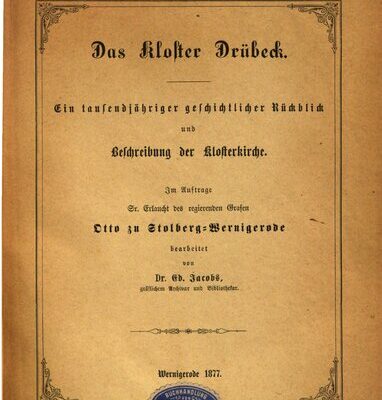 Das Kloster Drübeck.
Ein tausendjähriger geschichtlicher Rückblick
und
Beschreibung der Klosterkirche.
Im Auftrage
Sr. Erlaucht des regierenden Grafen
Otto zu Stolberg-Wernigerode
bearbeitet
von
Dr. Ed. Jacobs,
gräflichem Archivar und Bibliothekar.
Wernigerode 1877.
BUCHHANDLUNG